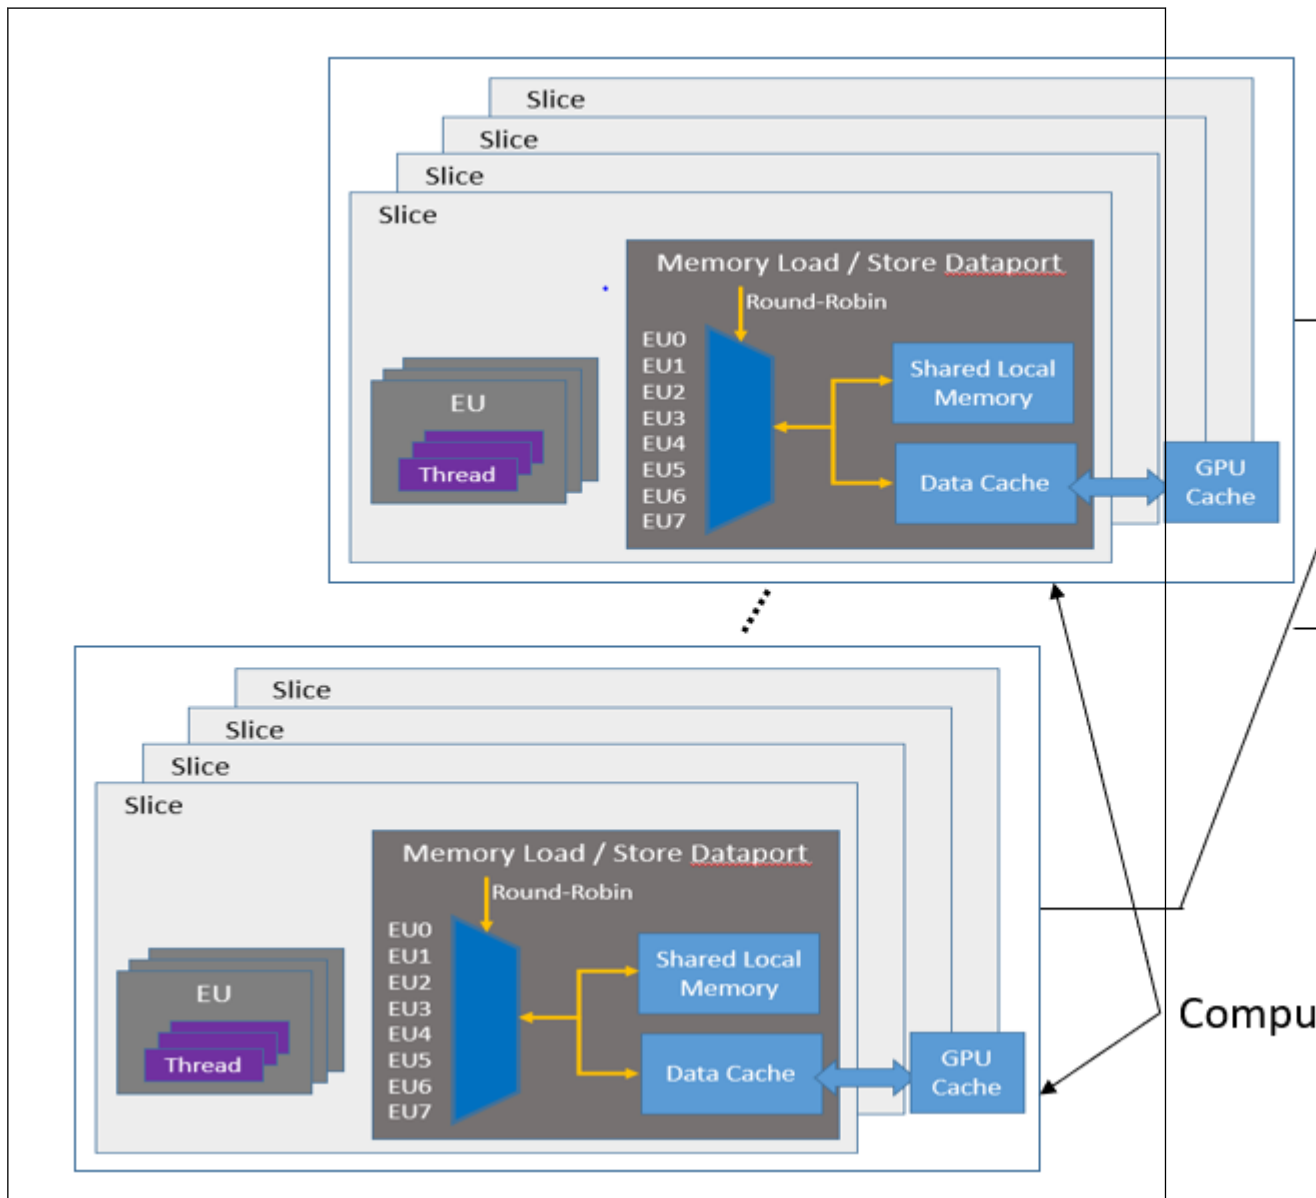 Slice
Slice
Slice
Slice
Memory Load / Store Dataport
Round-Robin
EU0
EU1
EU2
EU3
EU4
EU5
EU6
EU7
Shared Local
Memory
Data Cache
GPU
Cache
EU
Thread
Slice
Slice
Slice
Slice
Memory Load / Store Dataport
Round-Robin
EU0
EU1
EU2
EU3
EU4
EU5
EU6
EU7
Shared Local
Memory
Data Cache
GPU
Cache
EU
Thread
Compu